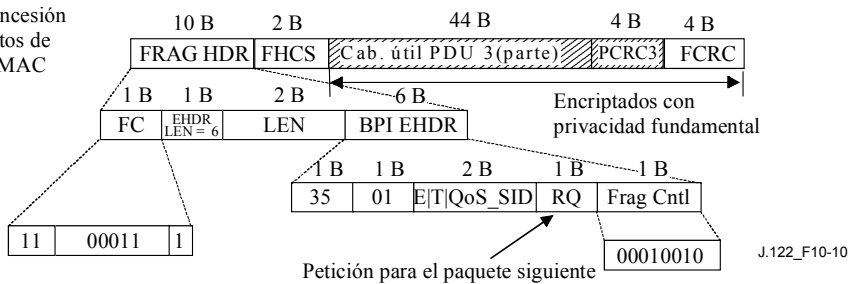 ncesión
tos de
MAC
10 B 2 B 44 B 4 B 4 B
FRAG HDR FHCS Cab. útil PDU 3(parte) PCRC3 FCRC
1 B 1 B 2 B 6 B
Encriptados con
privacidad fundamental
FC EHDR LEN = 6 LEN BPI EHDR
1 B 1 B 2 B 1 B 1 B
35 01 E|T|QoS_SID RQ Frag Cntl
11 00011 1
00010010
Petición para el paquete siguiente
J.122_F10-10